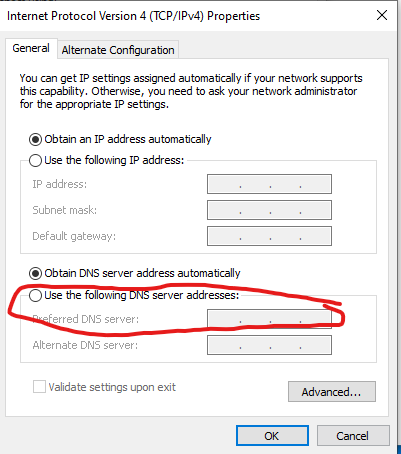 Internet Protocol Version 4 (TCP/IPv4) Properties
General
Alternate Configuration
You can get IP settings assigned automatically if your network supports
this capability. Otherwise, you need to ask your network administrator
for the appropriate IP settings.
Obtain an IP address automatically
Use the following IP address:
IP address:
. . .
Subnet mask:
. . .
Default gateway:
. . .
Obtain DNS server address automatically
Use the following DNS server addresses:
Preferred DNS server:
. . .
Alternate DNS server:
. . .
Validate settings upon exit
Advanced...
OK
Cancel